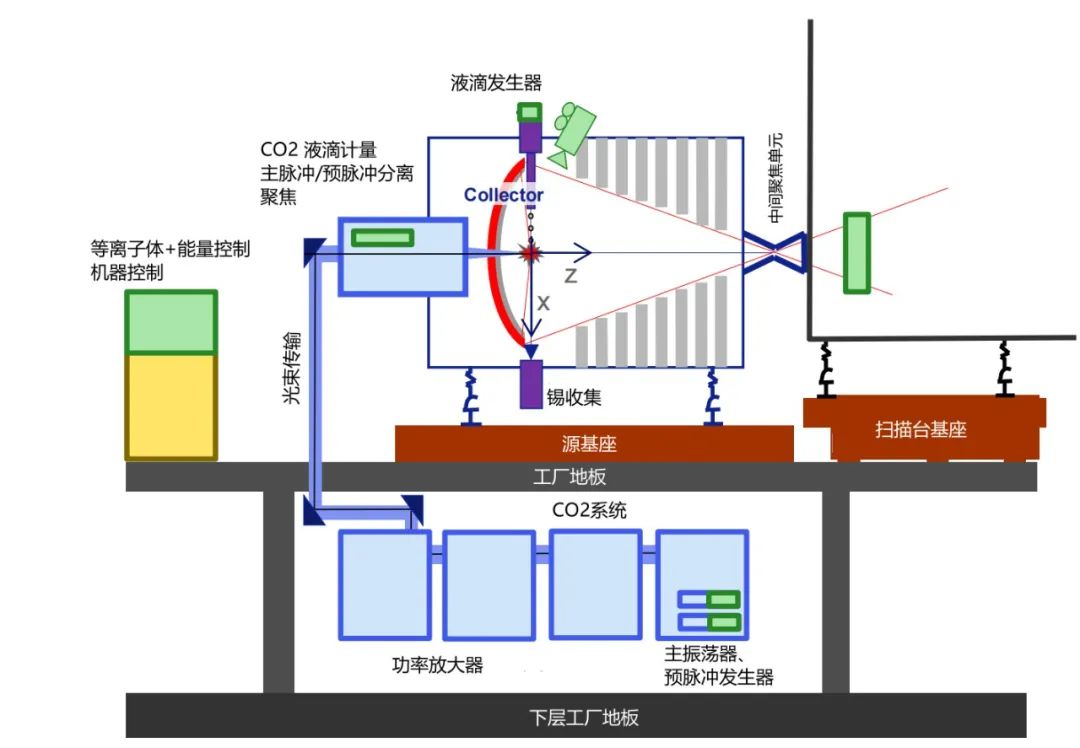 液滴发生器
CO2 液滴计量
主脉冲/预脉冲分离
聚焦
Collector
中间聚焦单元
等离子体+能量控制
机器控制
Z
X
光束传输
锡收集
源基座
扫描台基座
工厂地板
CO2系统
功率放大器
主振荡器、
预脉冲发生器
下层工厂地板